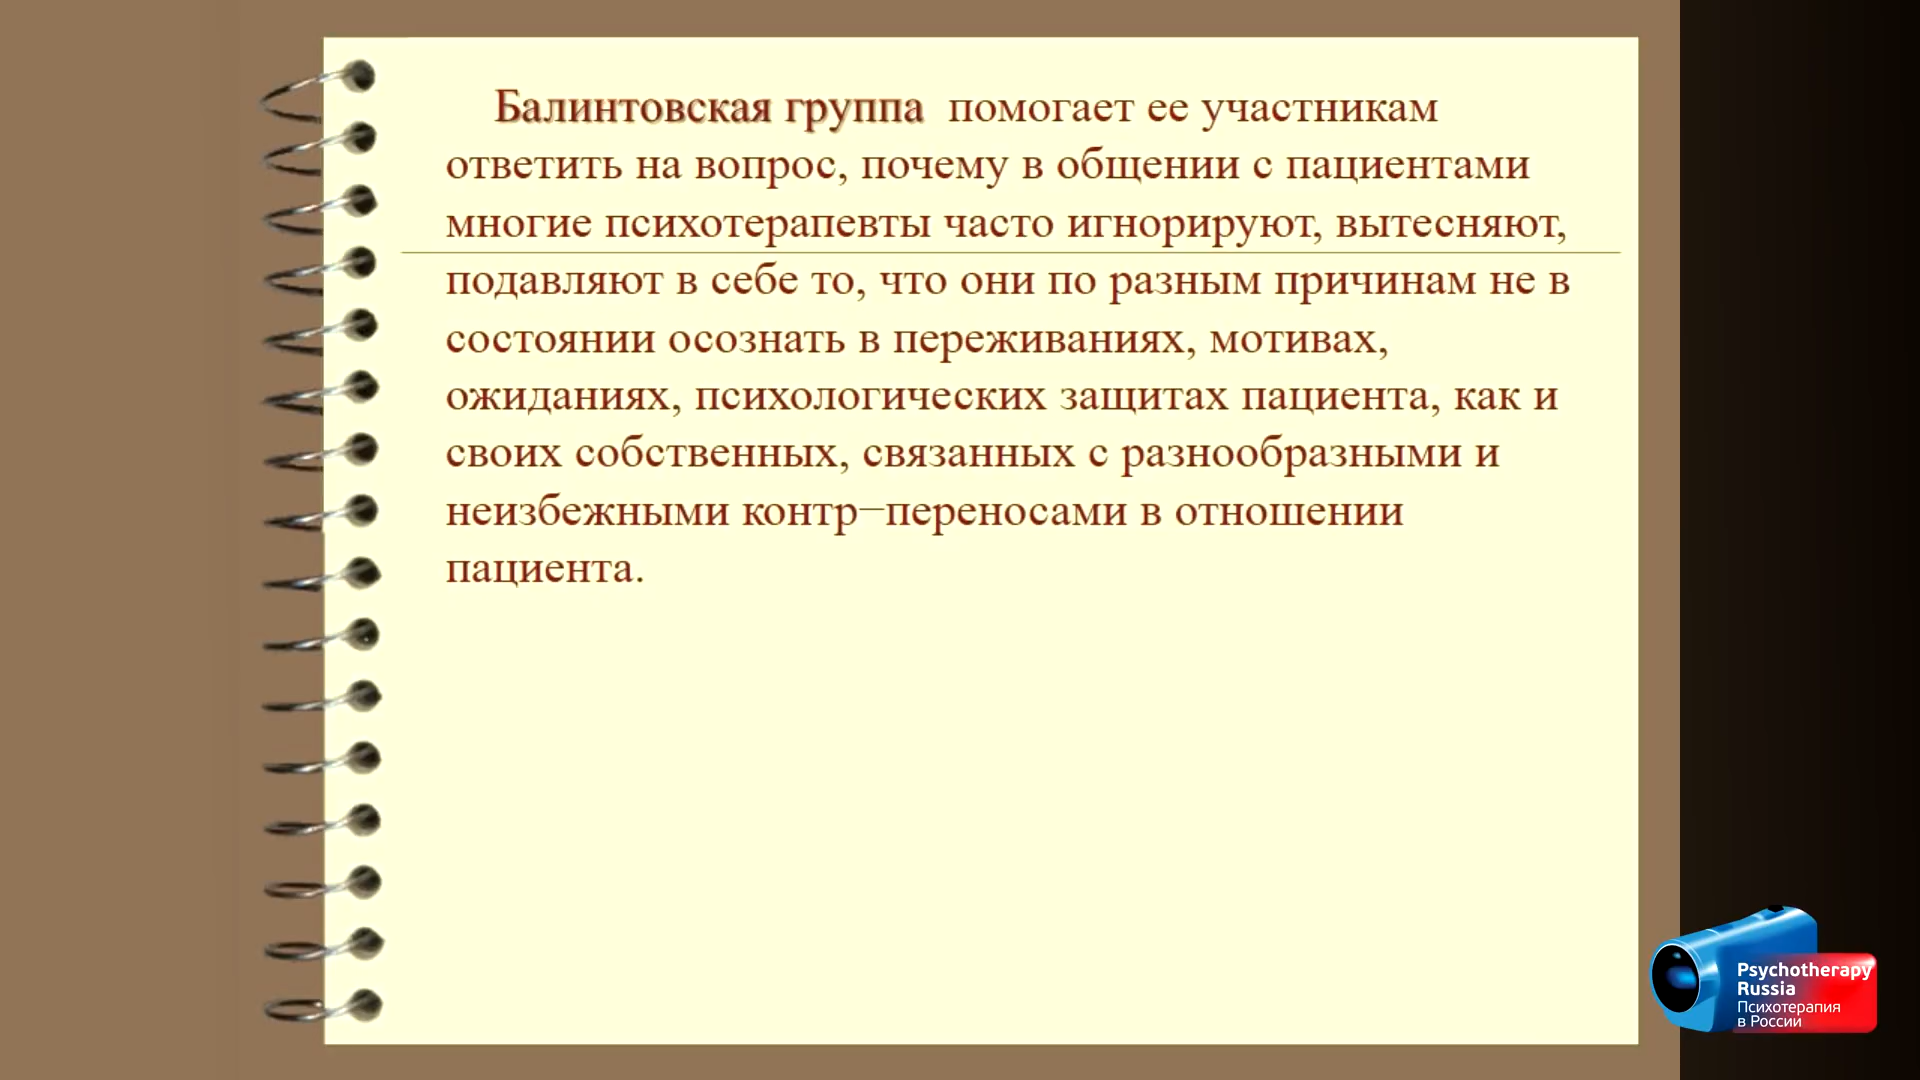 Балинтовская группа помогает ее участникам
ответить на вопрос, почему в общении с пациентами
многие психотерапевты часто игнорируют, вытесняют,
подавляют в себе то, что они по разным причинам не в
состоянии осознать в переживаниях, мотивах,
ожиданиях, психологических защитах пациента, как и
своих собственных, связанных с разнообразными и
неизбежными контр−переносами в отношении
пациента.
Psychotherapy
Russia
Психотерапия
в России